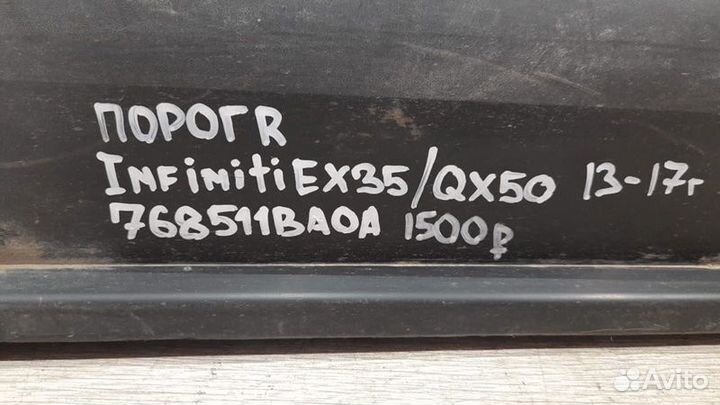 ПОРОГ R
INFINITI EX35/QX50 13-17г
768511BA0A 1500р
Avito